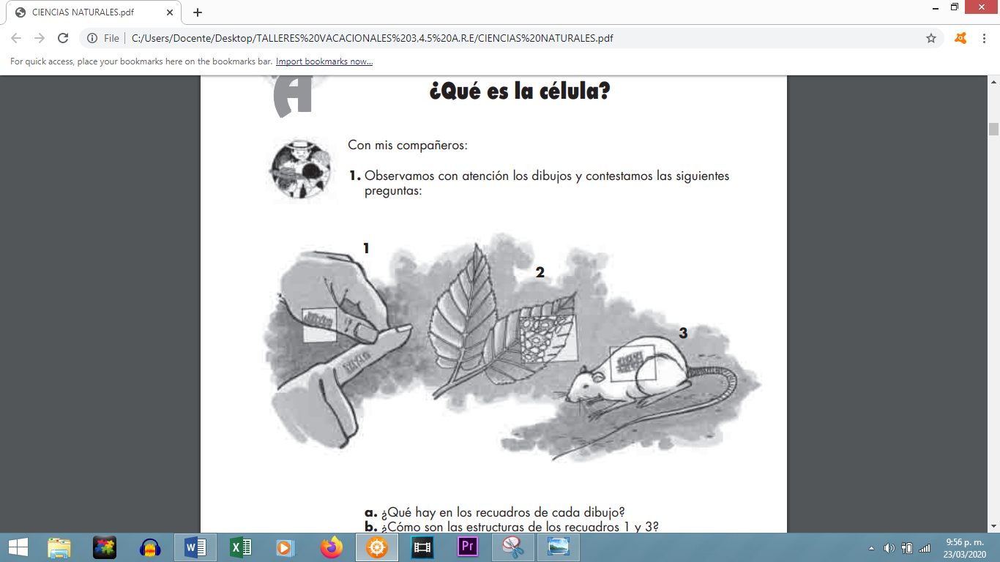 CIENCIAS NATURALES.pdf
File
C:/Users/Docente/Desktop/TALLERES%20VACACIONALES%203,4.5%20A.R.E/CIENCIAS%20NATURALES.pdf
For quick access, place your bookmarks here on the bookmarks bar. Import bookmarks now...
A
¿Qué es la célula?
Con mis compañeros:
1. Observamos con atención los dibujos y contestamos las siguientes
preguntas:
1
2
3
a. ¿Qué hay en los recuadros de cada dibujo?
b. ¿Cómo son las estructuras de los recuadros 1 y 3?
9:56 p. m.
23/03/2020